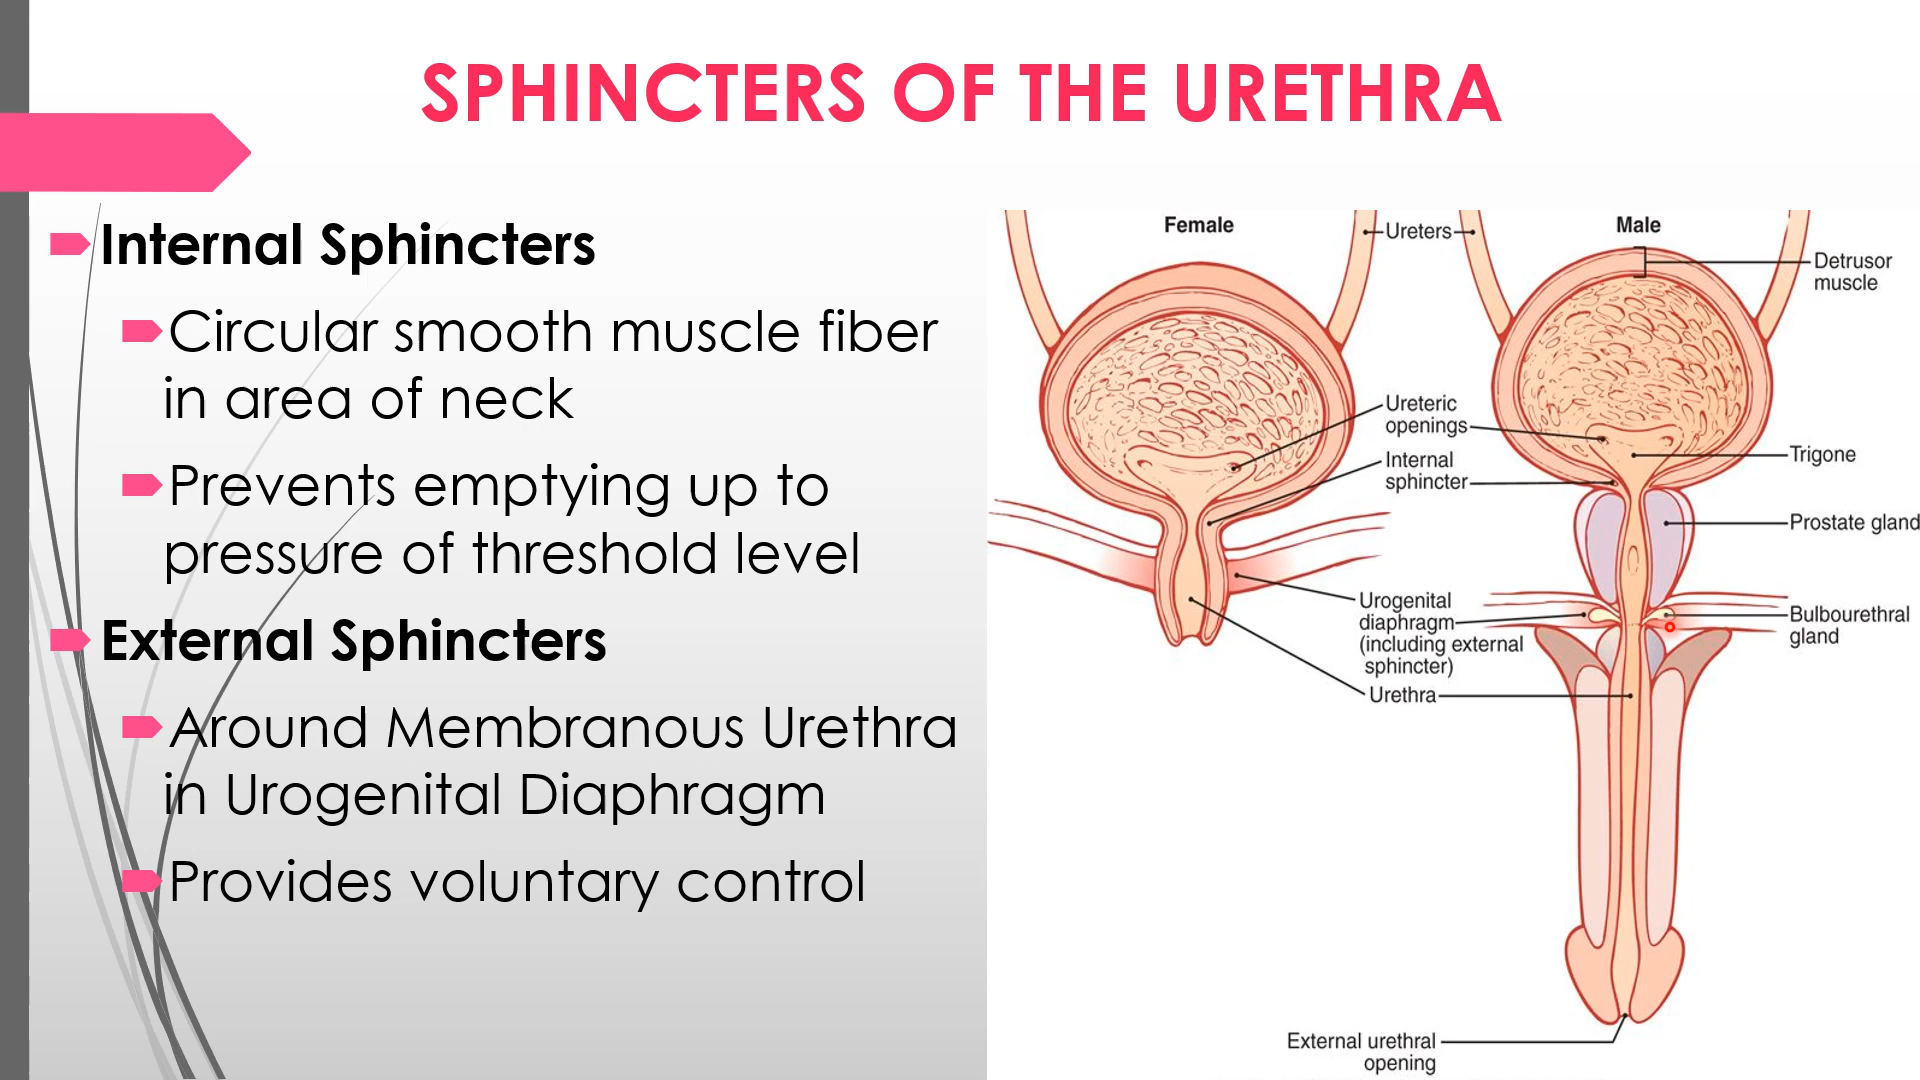 SPHINCTERS OF THE URETHRA
Internal Sphincters
Circular smooth muscle fiber
in area of neck
Prevents emptying up to
pressure of threshold level
External Sphincters
Around Membranous Urethra
in Urogenital Diaphragm
Provides voluntary control
Female
Ureters
Male
Detrusor
muscle
Ureteric
openings
Internal
sphincter
Trigone
Prostate gland
Urogenital
diaphragm
(including external
sphincter)
Bulbourethral
gland
Urethra
External urethral
opening